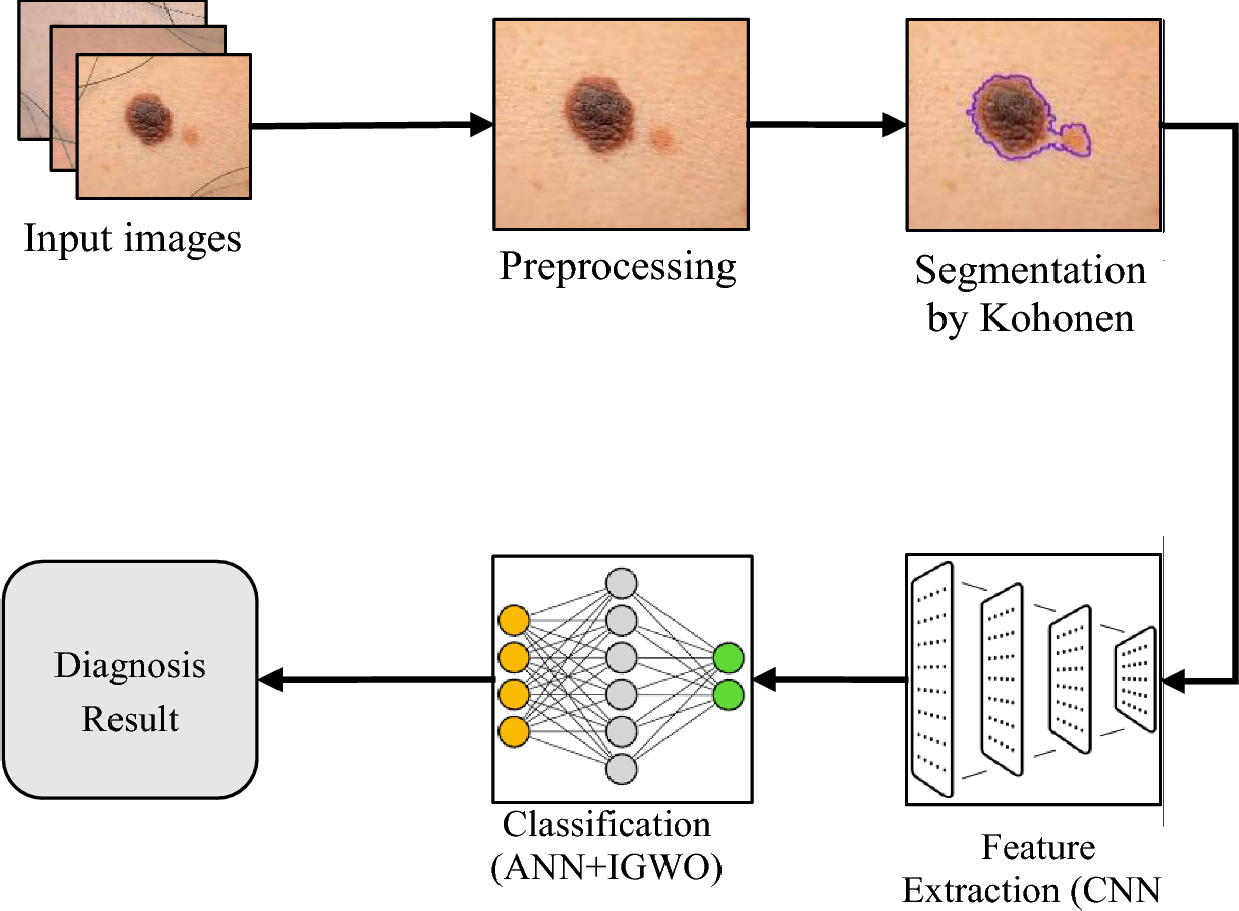 Input images
Preprocessing
Segmentation
by Kohonen
Feature
Extraction (CNN
Classification
(ANN+IGWO)
Diagnosis
Result